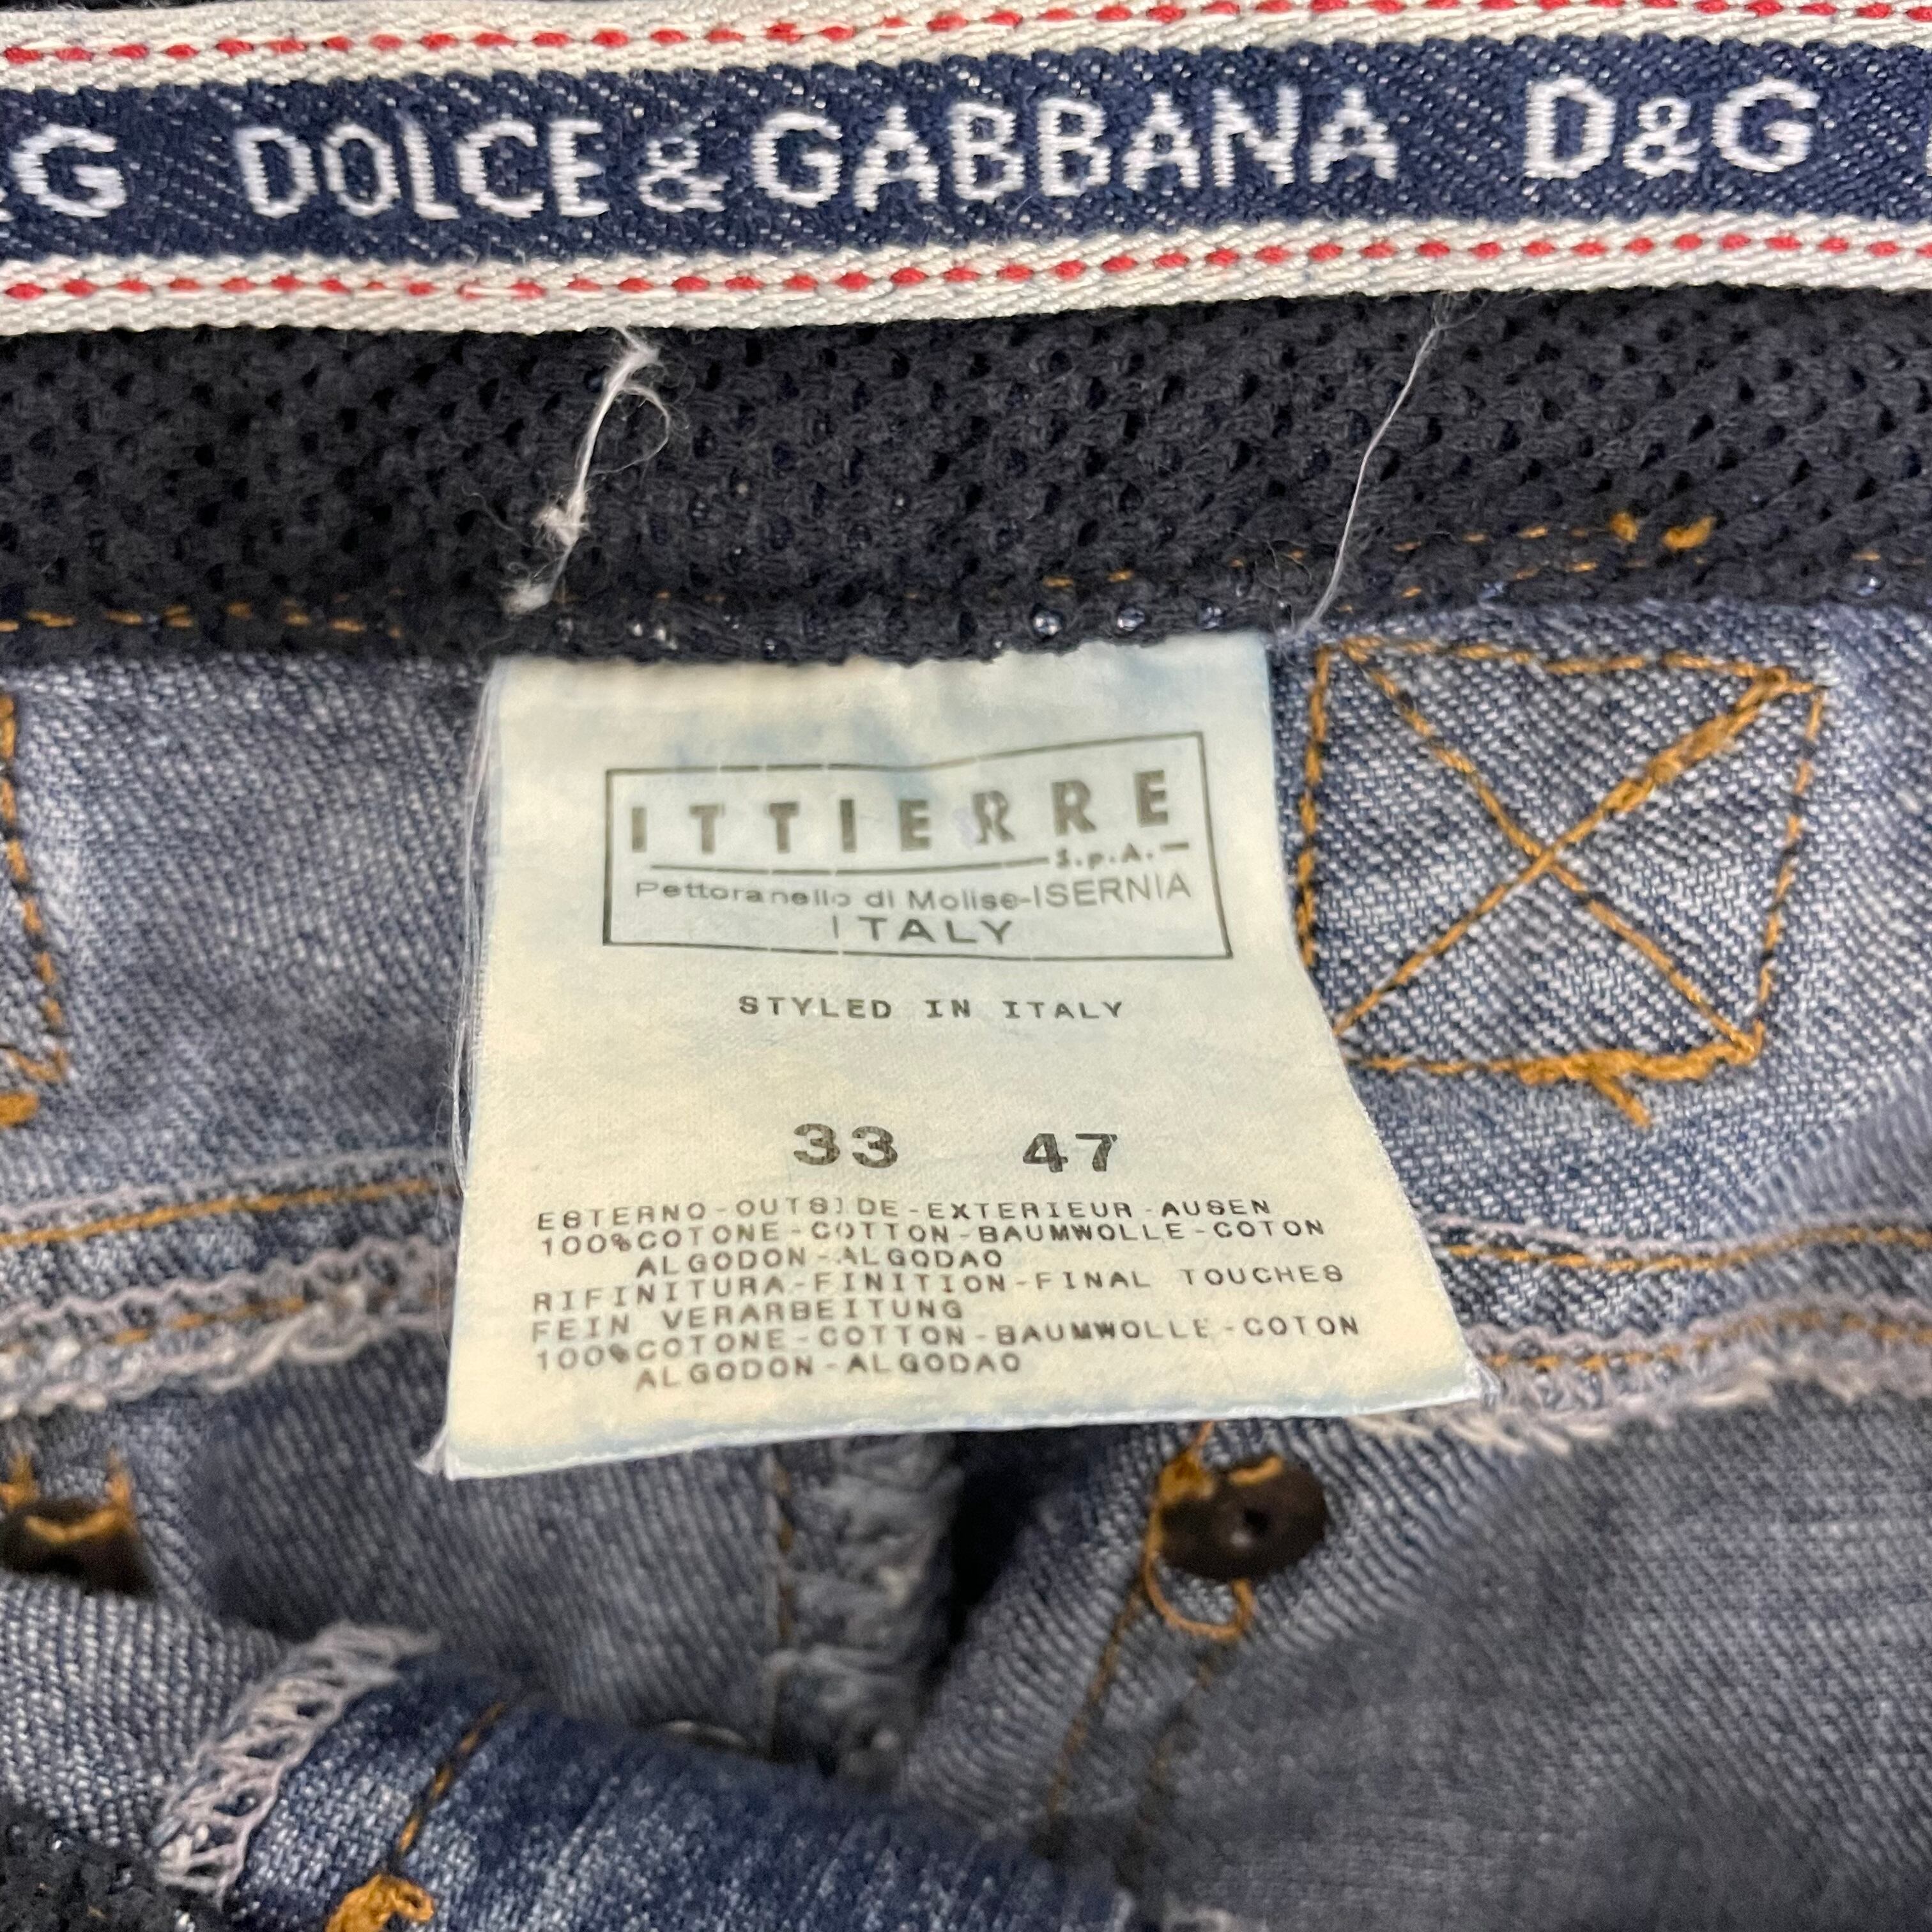 &G DOLCE & GABBANA D&G
ITTIERRE
S.p.A.
Pettoranello di Molise-ISERNIA
ITALY
STYLED IN ITALY
33 47
ESTERNO-OUTSIDE-EXTERIEUR-AUSEN
100%COTONE-COTTON-BAUMWOLLE-COTON
ALGODON-ALGODAO
RIFINITURA-FINITION-FINAL TOUCHES
FEIN VERARBEITUNG
100%COTONE-COTTON-BAUMWOLLE-COTON
ALGODON-ALGODAO